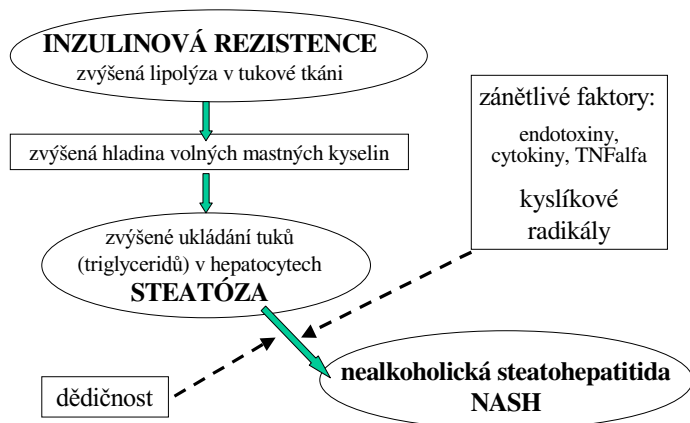 INZULINOVÁ REZISTENCE
zvýšená lipolýza v tukové tkáni
zvýšená hladina volných mastných kyselin
zvýšené ukládání tuků
(triglyceridů) v hepatocytech
STEATÓZA
zánětlivé faktory:
endotoxiny,
cytokiny, TNFalfa
kyslíkové
radikály
dědičnost
nealkoholická steatohepatitida
NASH